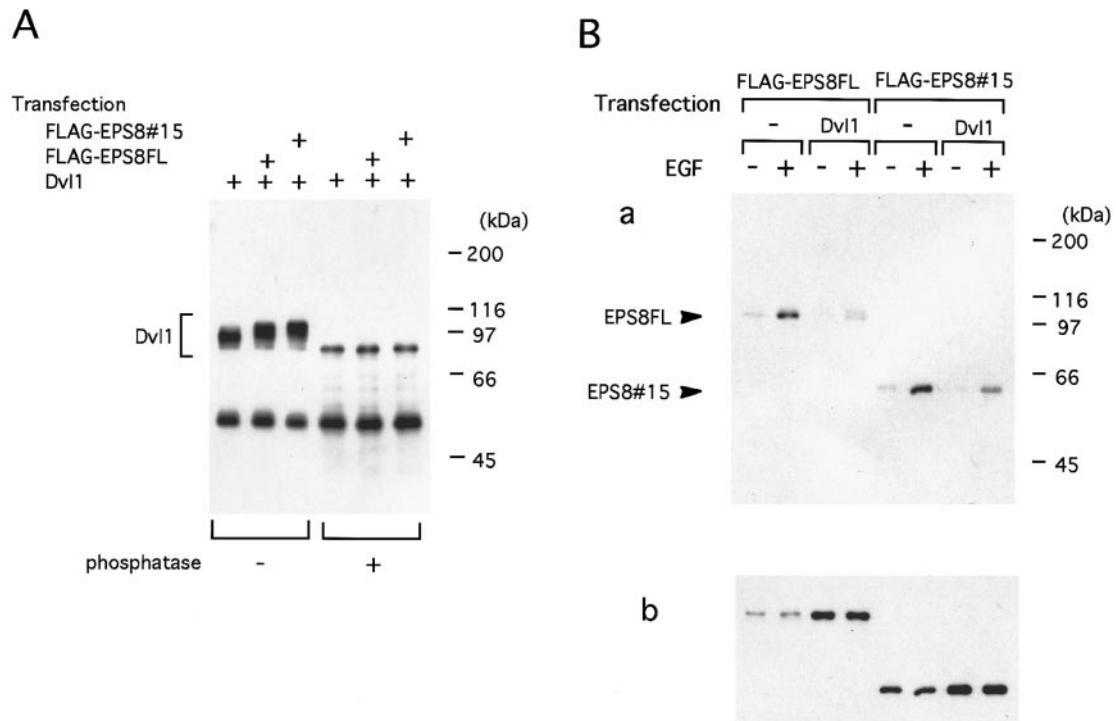 A
Transfection
FLAG-EPS8#15 +
FLAG-EPS8FL +
+
+
Dvl1 + + + + + +
(kDa)
200
116
97
66
45
Dvl1
phosphatase - +
B
FLAG-EPS8FL FLAG-EPS8#15
Transfection
- Dvl1 - Dvl1
EGF - + - + - + - +
a
(kDa)
200
116
97
66
45
EPS8FL
EPS8#15
b